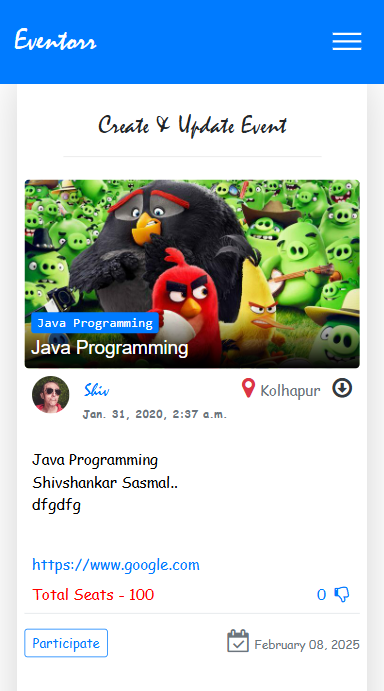 Eventorr
Create & Update Event
Java Programming
Java Programming
Shiv
Kolhapur
Jan. 31, 2020, 2:37 a.m.
Java Programming
Shivshankar Sasmal..
dfgdfg
https://www.google.com
Total Seats - 100
0
Participate
February 08, 2025